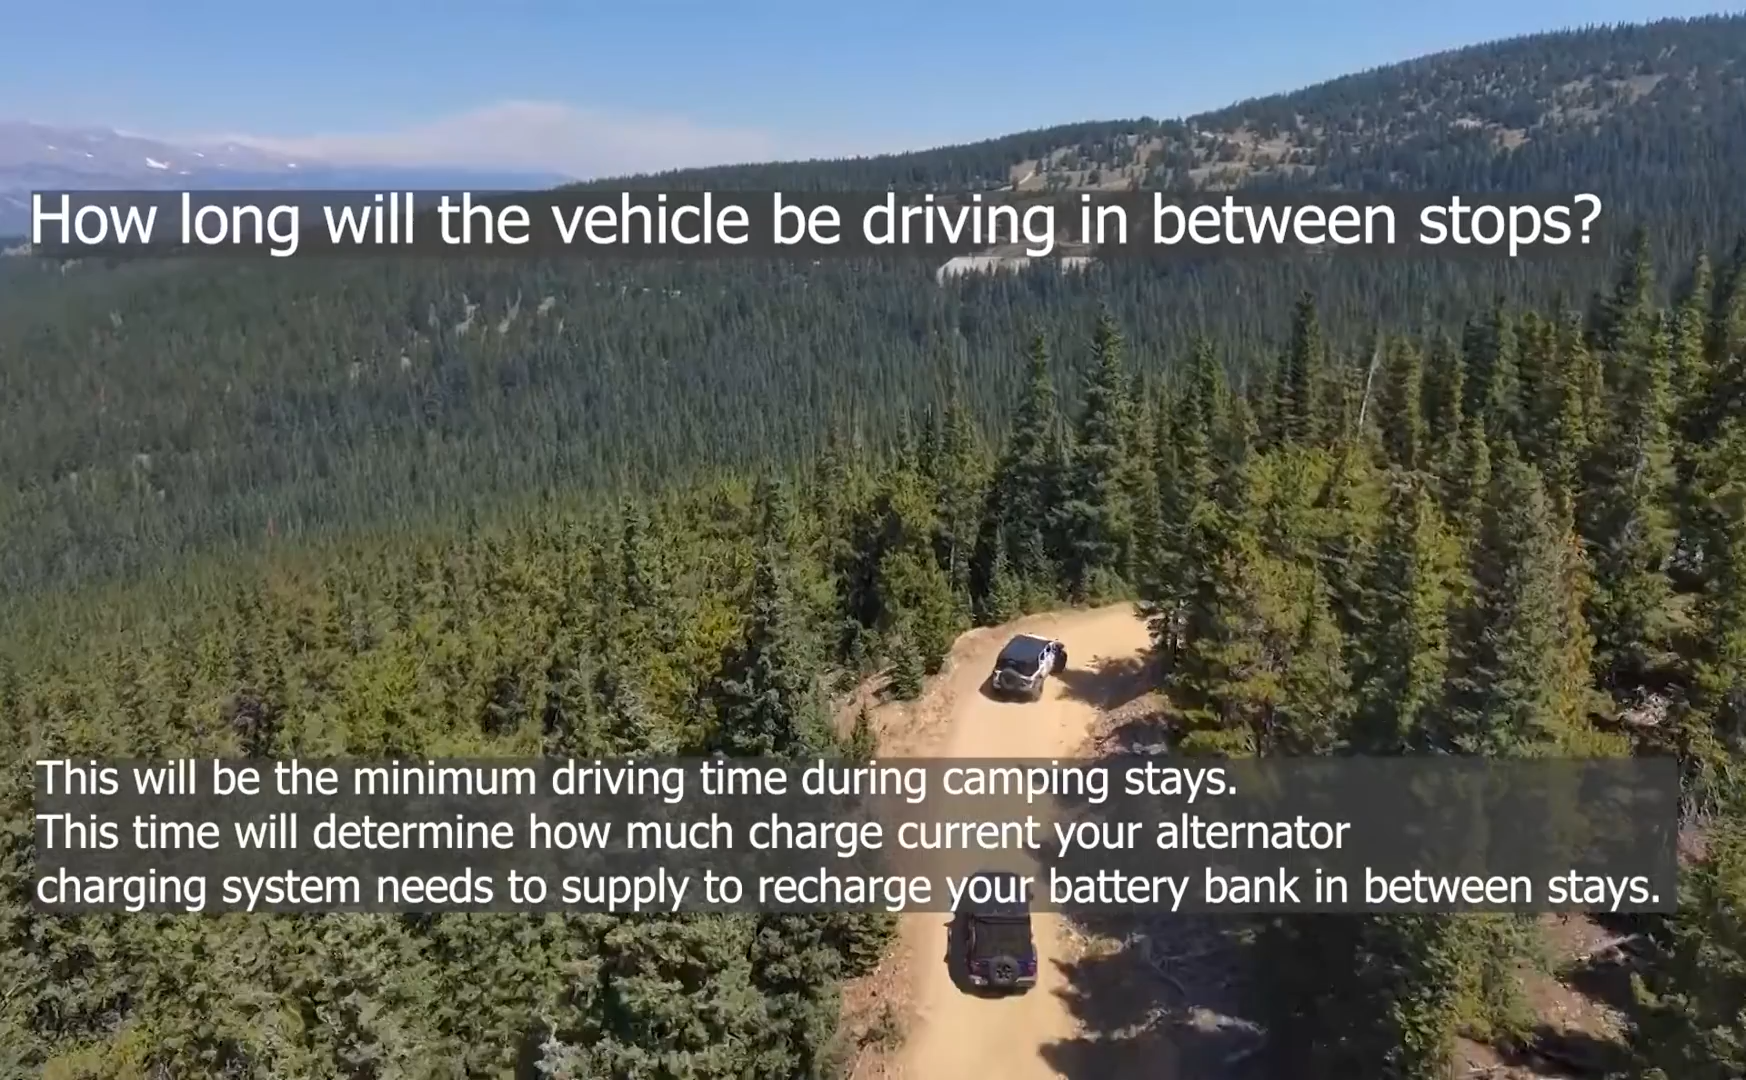 How long will the vehicle be driving in between stops?
This will be the minimum driving time during camping stays.
This time will determine how much charge current your alternator
charging system needs to supply to recharge your battery bank in between stays.